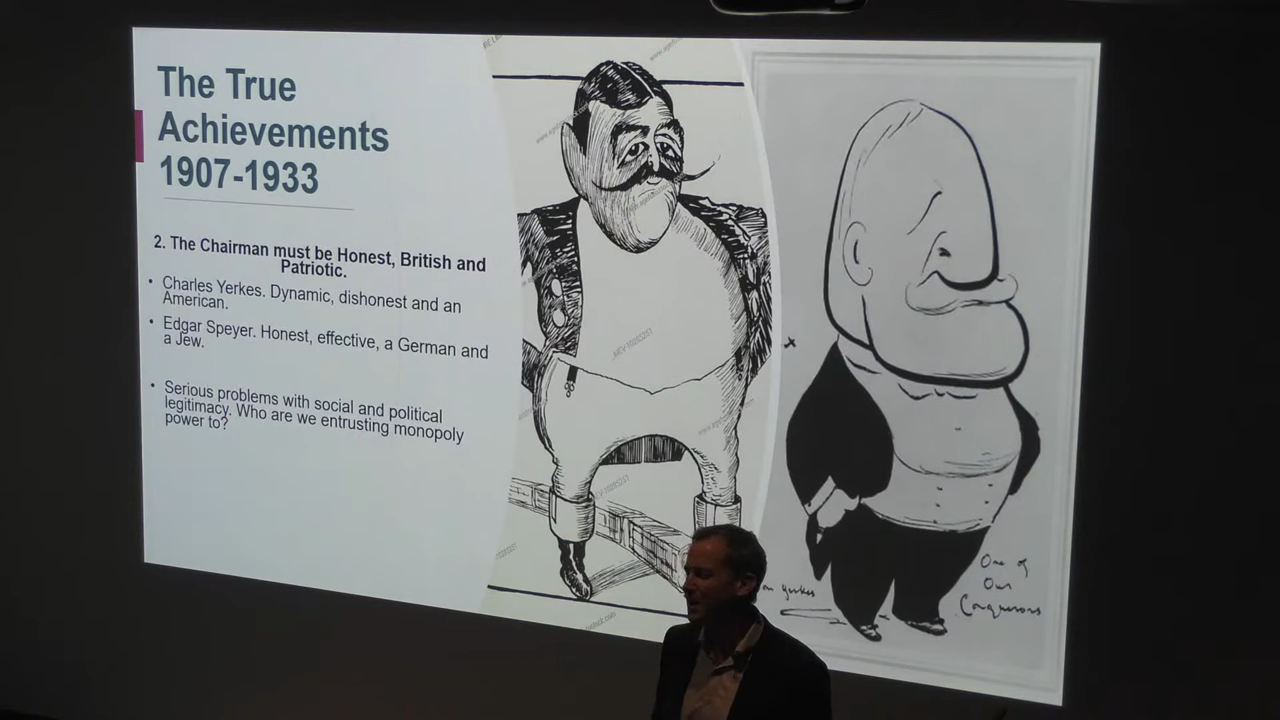 The True
Achievements
1907-1933
2. The Chairman must be Honest, British and
Patriotic.
• Charles Yerkes. Dynamic, dishonest and an
American.
• Edgar Speyer. Honest, effective, a German and
a Jew.
• Serious problems with social and political
legitimacy. Who are we entrusting monopoly
power to?
One of
Our
Conquerors
Yerkes